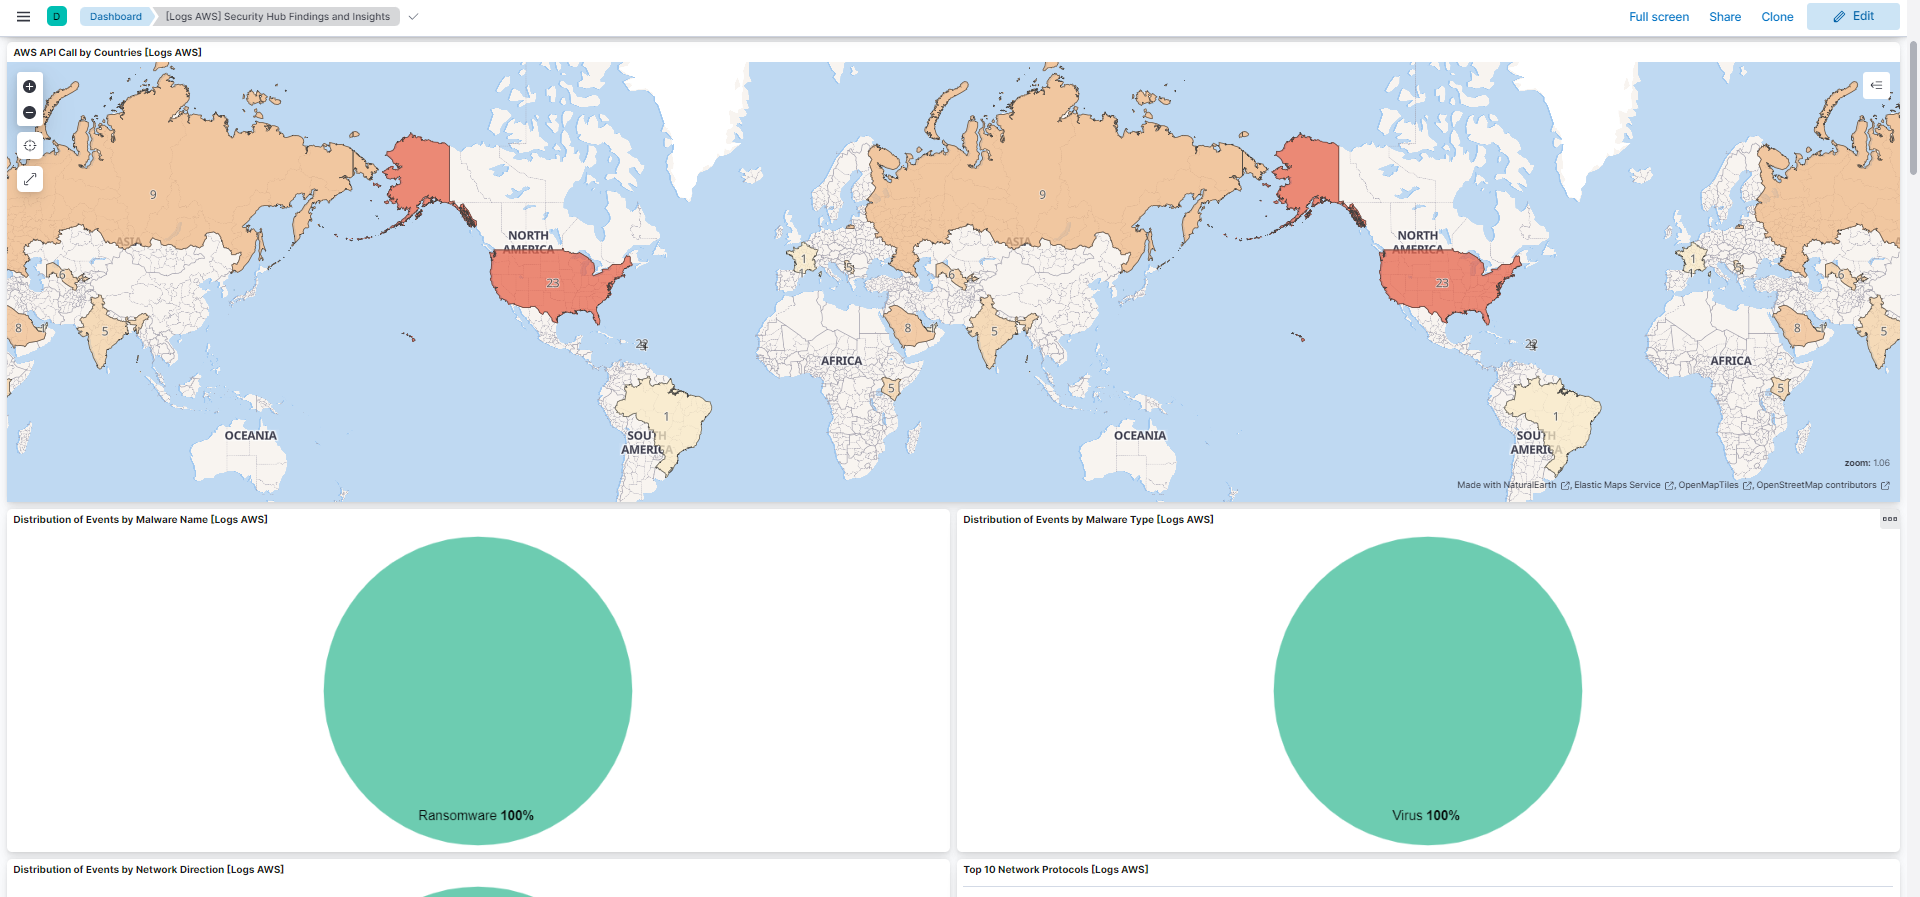 D Dashboard [Logs AWS] Security Hub Findings and Insights Full screen Share Clone Edit
AWS API Call by Countries [Logs AWS]
9 9
ASIA ASIA
NORTH AMERICA
NORTH AMERICA
1 1
23 23
8 5 8 5 8 5
AFRICA AFRICA
5 5
1 1
OCEANIA OCEANIA
SOUTH AMERICA
SOUTH AMERICA
zoom: 1.06
Made with NaturalEarth, Elastic Maps Service, OpenMapTiles, OpenStreetMap contributors
Distribution of Events by Malware Name [Logs AWS]
Distribution of Events by Malware Type [Logs AWS]
Ransomware 100%
Virus 100%
Distribution of Events by Network Direction [Logs AWS]
Top 10 Network Protocols [Logs AWS]